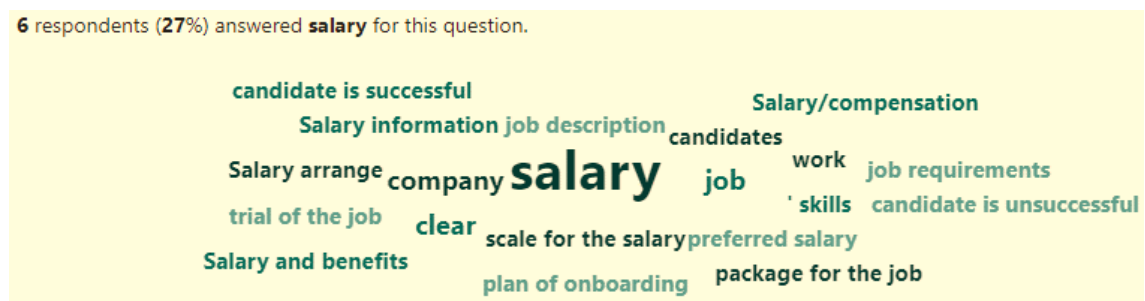 6 respondents (27%) answered salary for this question.
candidate is successful
Salary/compensation
Salary information job description candidates
work
Salary arrange company salary job
job requirements
' skills candidate is unsuccessful
trial of the job clear
scale for the salary preferred salary
Salary and benefits
plan of onboarding package for the job